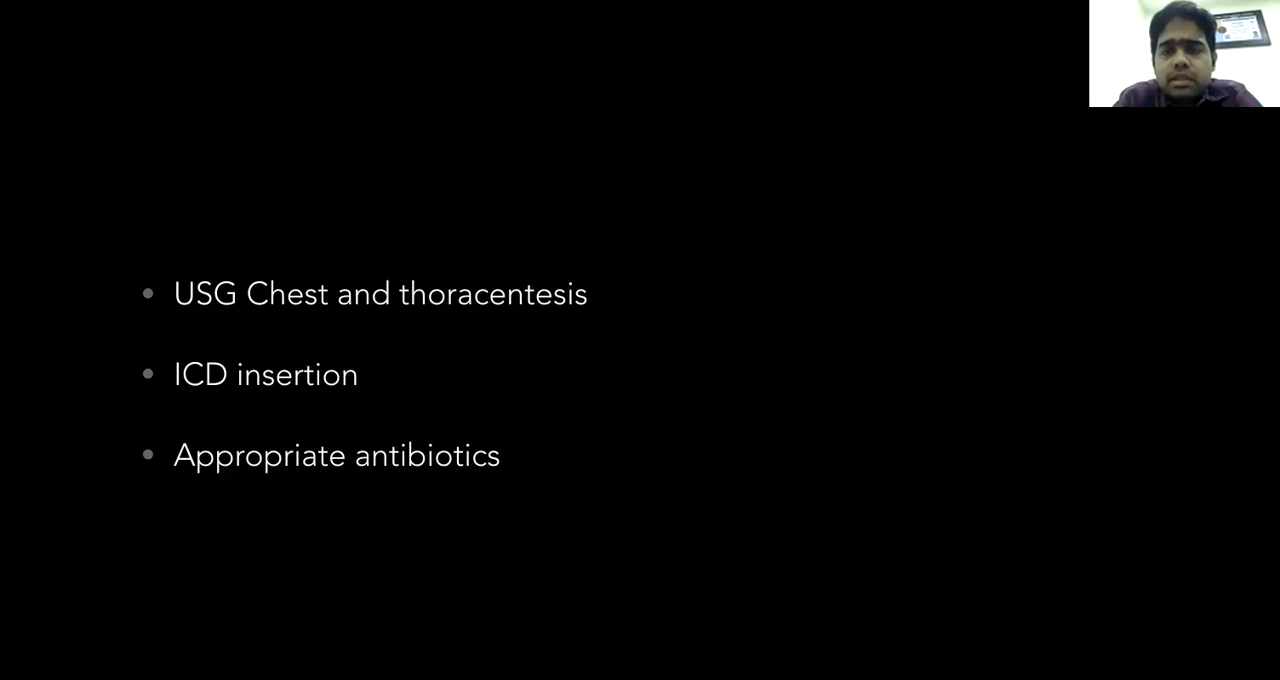 USG Chest and thoracentesis
ICD insertion
Appropriate antibiotics